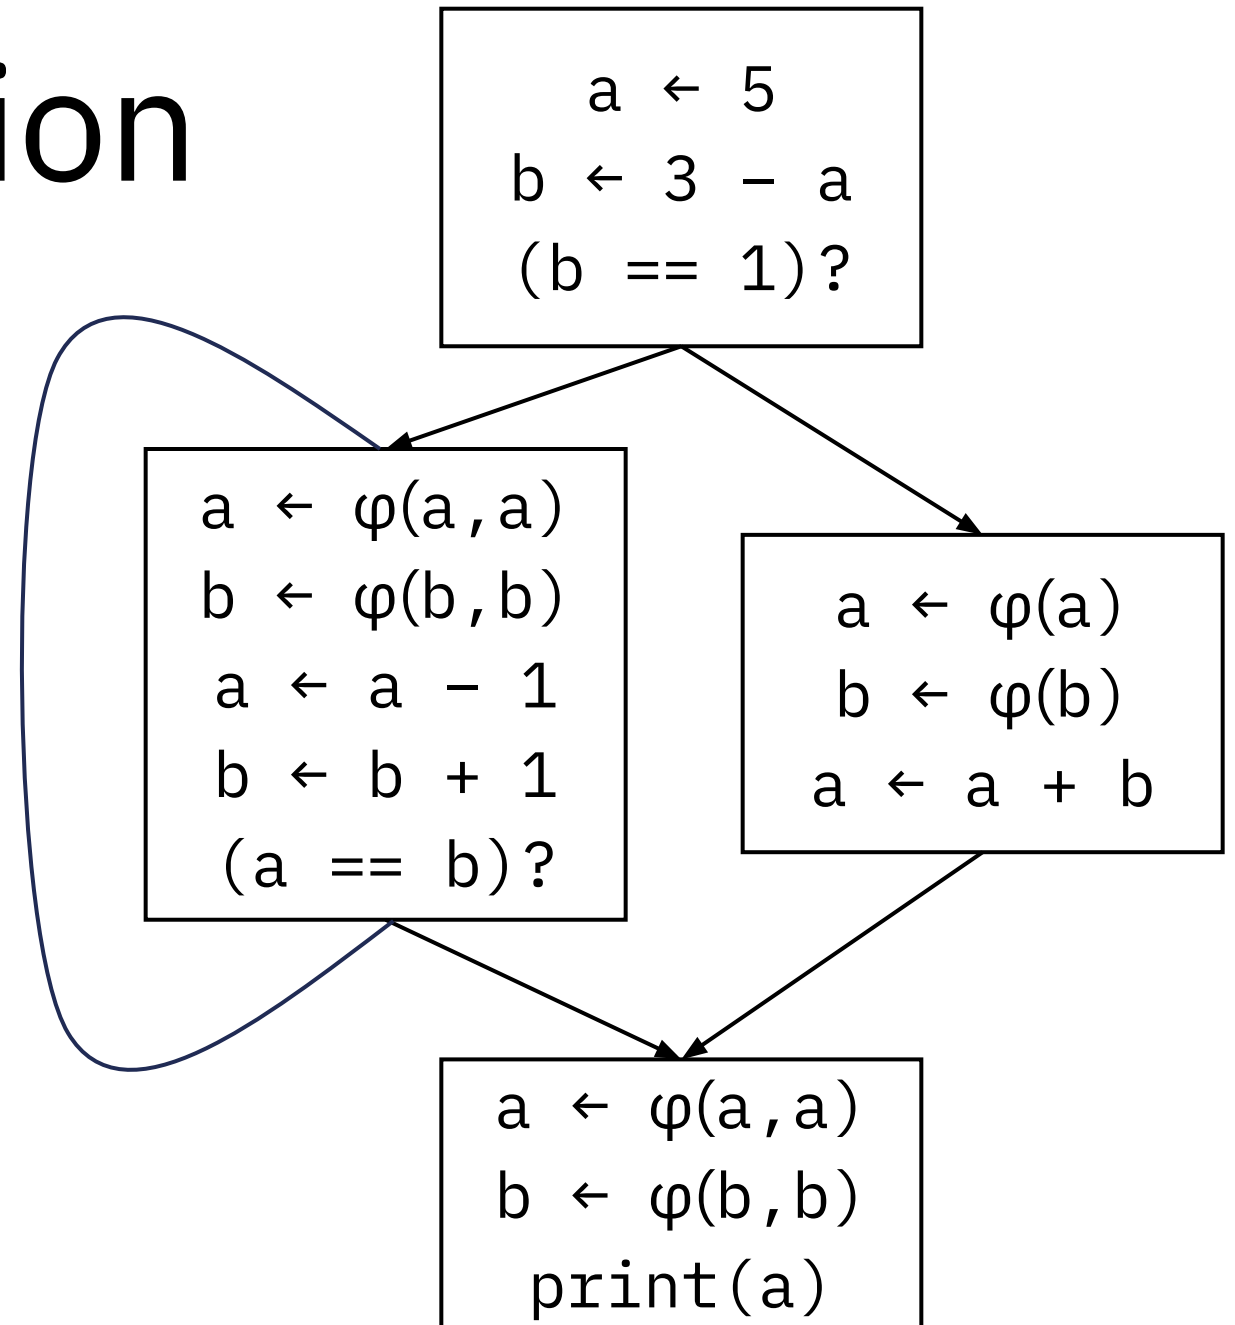 ion
a ← 5
b ← 3 - a
(b == 1)?
a ← φ(a,a)
b ← φ(b,b)
a ← a - 1
b ← b + 1
(a == b)?
a ← φ(a)
b ← φ(b)
a ← a + b
a ← φ(a,a)
b ← φ(b,b)
print(a)